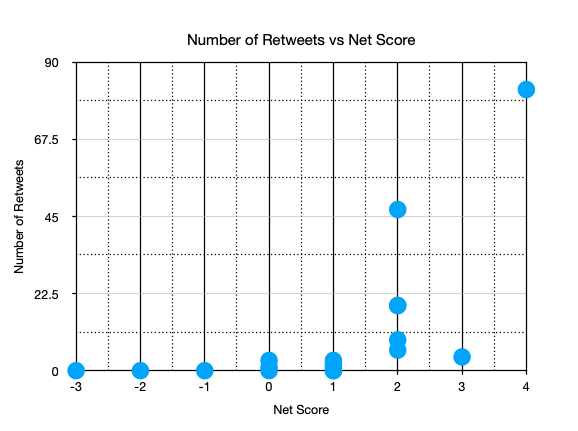 Number of Retweets vs Net Score
90
67.5
45
22.5
0
Number of Retweets
-3 -2 -1 0 1 2 3 4
Net Score